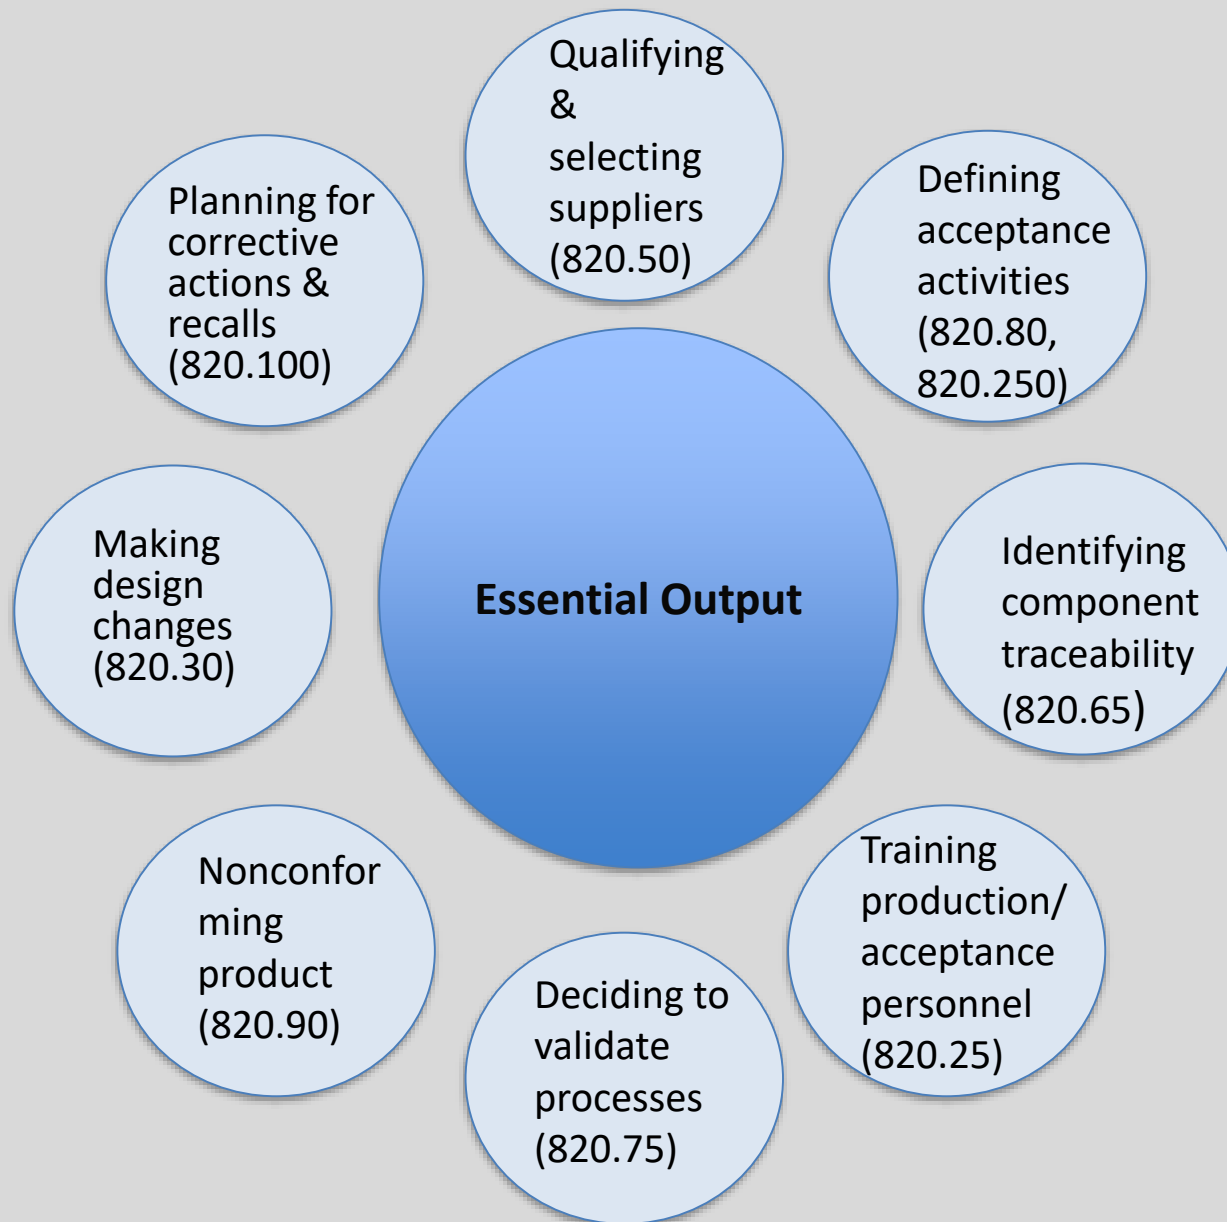 Qualifying
&
selecting
suppliers
(820.50)
Defining
acceptance
activities
(820.80,
820.250)
Identifying
component
traceability
(820.65)
Training
production/
acceptance
personnel
(820.25)
Deciding to
validate
processes
(820.75)
Nonconfor
ming
product
(820.90)
Making
design
changes
(820.30)
Planning for
corrective
actions &
recalls
(820.100)
Essential Output